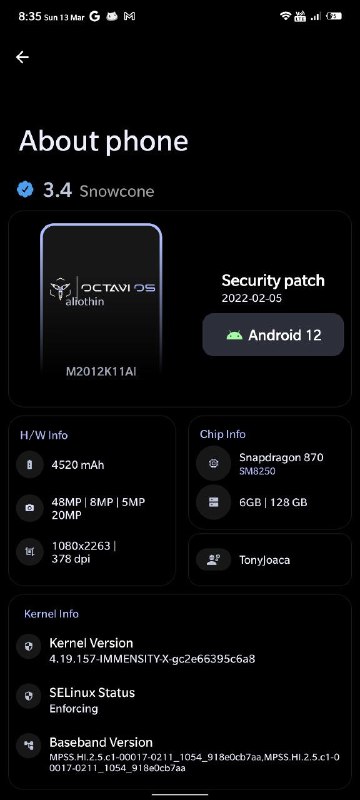 8:35 Sun 13 Mar
About phone
3.4 Snowcone
OCTAVI OS
aliothin
M2012K11AI
Security patch
2022-02-05
Android 12
H/W Info
4520 mAh
48MP | 8MP | 5MP
20MP
1080x2263 |
378 dpi
Chip Info
Snapdragon 870
SM8250
6GB | 128 GB
TonyJoaca
Kernel Info
Kernel Version
4.19.157-IMMENSITY-X-gc2e66395c6a8
SELinux Status
Enforcing
Baseband Version
MPSS.HI.2.5.c1-00017-0211_1054_918e0cb7aa,MPSS.HI.2.5.c1-0
0017-0211_1054_918e0cb7aa